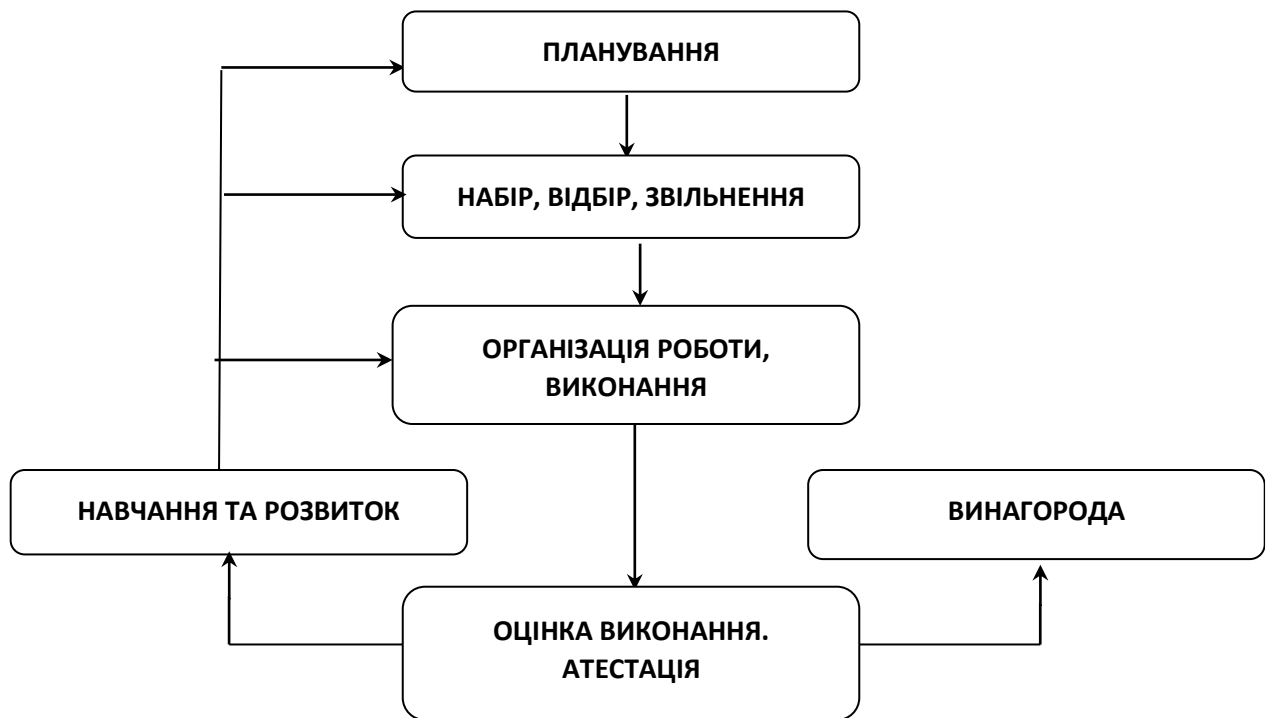 ПЛАНУВАННЯ
НАБІР, ВІДБІР, ЗВІЛЬНЕННЯ
ОРГАНІЗАЦІЯ РОБОТИ,
ВИКОНАННЯ
НАВЧАННЯ ТА РОЗВИТОК
ВИНАГОРОДА
ОЦІНКА ВИКОНАННЯ.
АТЕСТАЦІЯ